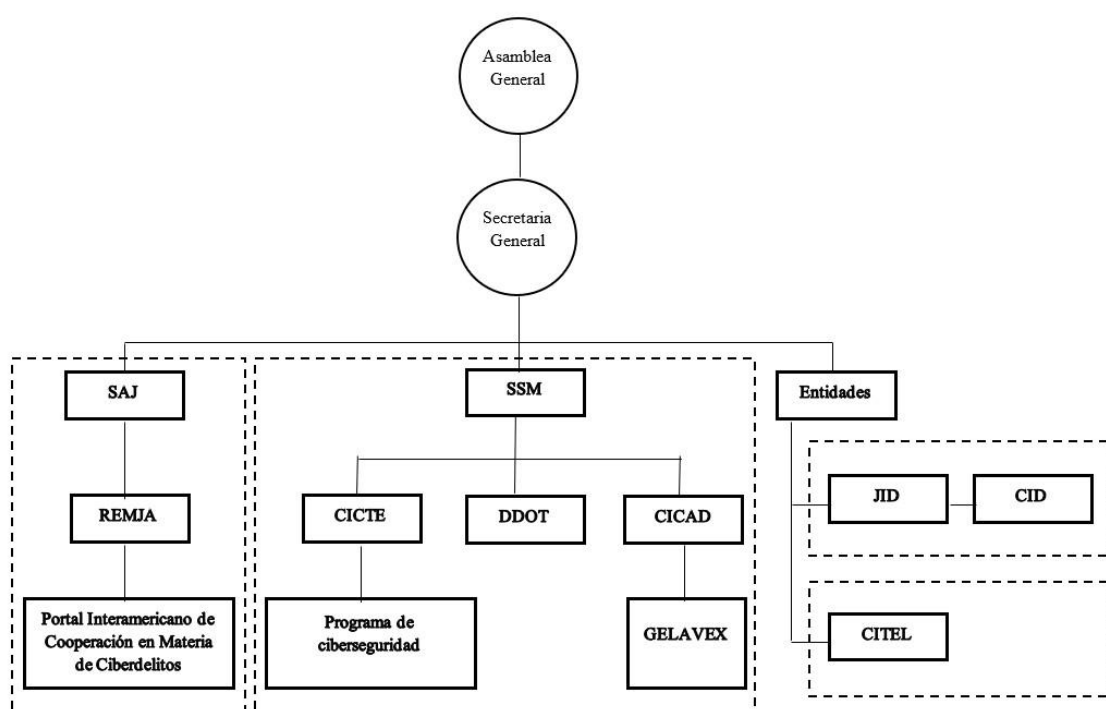 Asamblea
General
Secretaria
General
SAJ
SSM
Entidades
JID
CID
REMJA
CICTE
DDOT
CICAD
Portal Interamericano de
Cooperación en Materia
de Ciberdelitos
Programa de
ciberseguridad
GELAVEX
CITEL